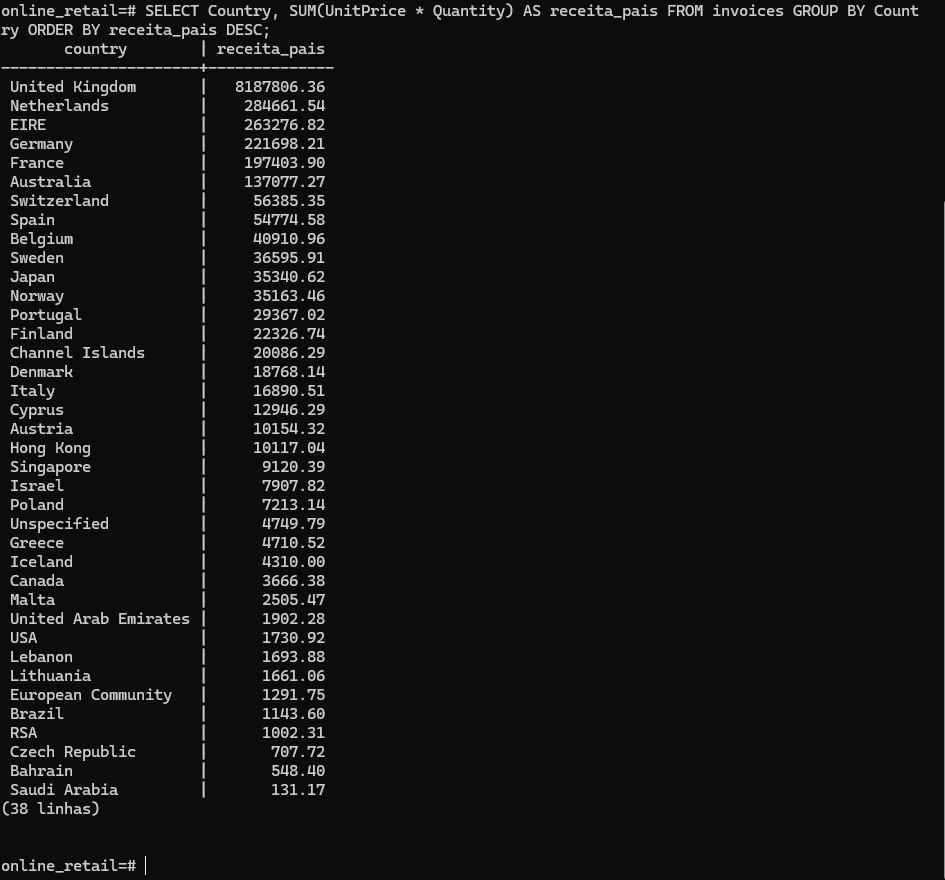 online_retail=# SELECT Country, SUM(UnitPrice * Quantity) AS receita_pais FROM invoices GROUP BY Count
ry ORDER BY receita_pais DESC;
country | receita_pais
----------------------+--------------
United Kingdom | 8187806.36
Netherlands | 284661.54
EIRE | 263276.82
Germany | 221698.21
France | 197403.90
Australia | 137077.27
Switzerland | 56385.35
Spain | 54774.58
Belgium | 40910.96
Sweden | 36595.91
Japan | 35340.62
Norway | 35163.46
Portugal | 29367.02
Finland | 22326.74
Channel Islands | 20086.29
Denmark | 18768.14
Italy | 16890.51
Cyprus | 12946.29
Austria | 10154.32
Hong Kong | 10117.04
Singapore | 9120.39
Israel | 7907.82
Poland | 7213.14
Unspecified | 4749.79
Greece | 4710.52
Iceland | 4310.00
Canada | 3666.38
Malta | 2505.47
United Arab Emirates | 1902.28
USA | 1730.92
Lebanon | 1693.88
Lithuania | 1661.06
European Community | 1291.75
Brazil | 1143.60
RSA | 1002.31
Czech Republic | 707.72
Bahrain | 548.40
Saudi Arabia | 131.17
(38 linhas)
online_retail=#